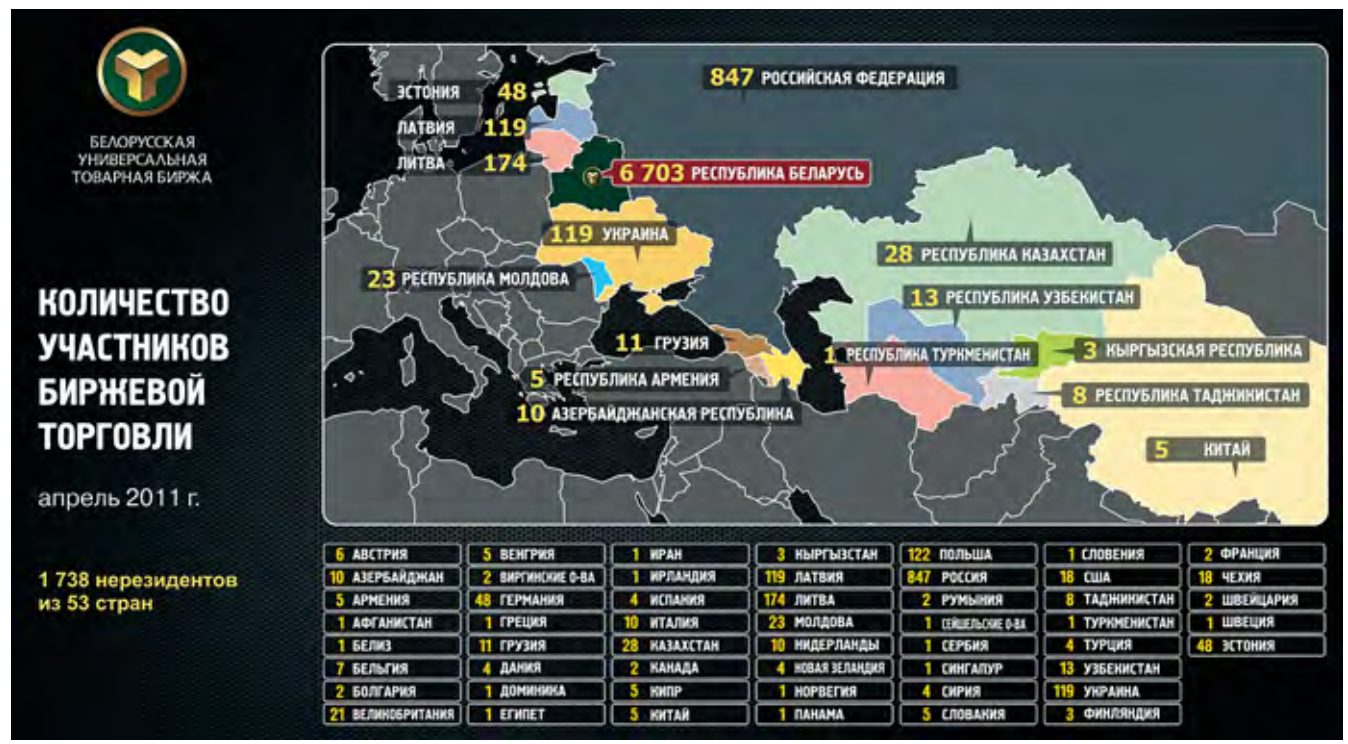 БЕЛОРУССКАЯ
УНИВЕРСАЛЬНАЯ
ТОВАРНАЯ БИРЖА
КОЛИЧЕСТВО
УЧАСТНИКОВ
БИРЖЕВОЙ
ТОРГОВЛИ
апрель 2011 г.
1 738 нерезидентов
из 53 стран
847 РОССИЙСКАЯ ФЕДЕРАЦИЯ
ЭСТОНИЯ 48
ЛАТВИЯ 119
ЛИТВА 174
6 703 РЕСПУБЛИКА БЕЛАРУСЬ
119 УКРАИНА
28 РЕСПУБЛИКА КАЗАХСТАН
23 РЕСПУБЛИКА МОЛДОВА
13 РЕСПУБЛИКА УЗБЕКИСТАН
11 ГРУЗИЯ
1 РЕСПУБЛИКА ТУРКМЕНИСТАН
3 КЫРГЫЗСКАЯ РЕСПУБЛИКА
5 РЕСПУБЛИКА АРМЕНИЯ
8 РЕСПУБЛИКА ТАДЖИКИСТАН
10 АЗЕРБАЙДЖАНСКАЯ РЕСПУБЛИКА
5 КИТАЙ
6 АВСТРИЯ
10 АЗЕРБАЙДЖАН
5 АРМЕНИЯ
1 АФГАНИСТАН
1 БЕЛИЗ
7 БЕЛЬГИЯ
2 БОЛГАРИЯ
21 ВЕЛИКОБРИТАНИЯ
5 ВЕНГРИЯ
2 ВИРГИНСКИЕ О-ВА
48 ГЕРМАНИЯ
1 ГРЕЦИЯ
11 ГРУЗИЯ
4 ДАНИЯ
1 ДОМИНИКА
1 ЕГИПЕТ
1 ИРАН
1 ИРЛАНДИЯ
4 ИСПАНИЯ
10 ИТАЛИЯ
28 КАЗАХСТАН
2 КАНАДА
5 КИПР
5 КИТАЙ
3 КЫРГЫЗСТАН
119 ЛАТВИЯ
174 ЛИТВА
23 МОЛДОВА
10 НИДЕРЛАНДЫ
4 НОВАЯ ЗЕЛАНДИЯ
1 НОРВЕГИЯ
1 ПАНАМА
122 ПОЛЬША
847 РОССИЯ
2 РУМЫНИЯ
1 СЕЙШЕЛЬСКИЕ О-ВА
1 СЕРБИЯ
1 СИНГАПУР
4 СИРИЯ
5 СЛОВАКИЯ
1 СЛОВЕНИЯ
18 США
8 ТАДЖИКИСТАН
1 ТУРКМЕНИСТАН
4 ТУРЦИЯ
13 УЗБЕКИСТАН
119 УКРАИНА
3 ФИНЛЯНДИЯ
2 ФРАНЦИЯ
18 ЧЕХИЯ
2 ШВЕЙЦАРИЯ
1 ШВЕЦИЯ
48 ЭСТОНИЯ